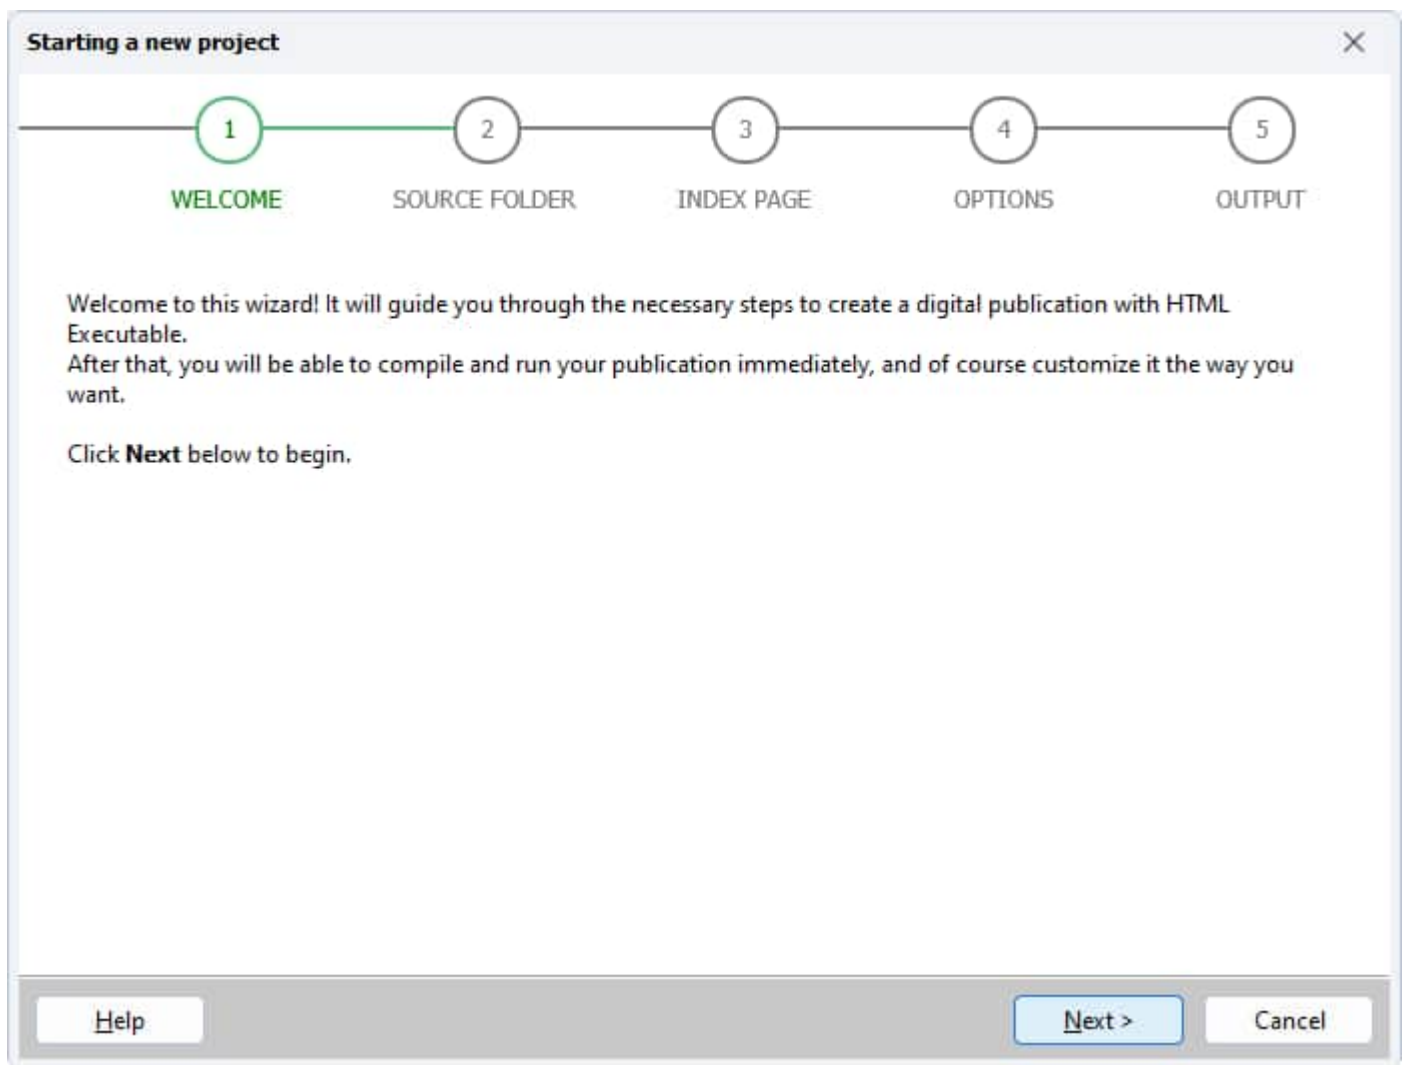 Starting a new project
1 2 3 4 5
WELCOME SOURCE FOLDER INDEX PAGE OPTIONS OUTPUT
Welcome to this wizard! It will guide you through the necessary steps to create a digital publication with HTML
Executable.
After that, you will be able to compile and run your publication immediately, and of course customize it the way you
want.
Click Next below to begin.
Help Next > Cancel